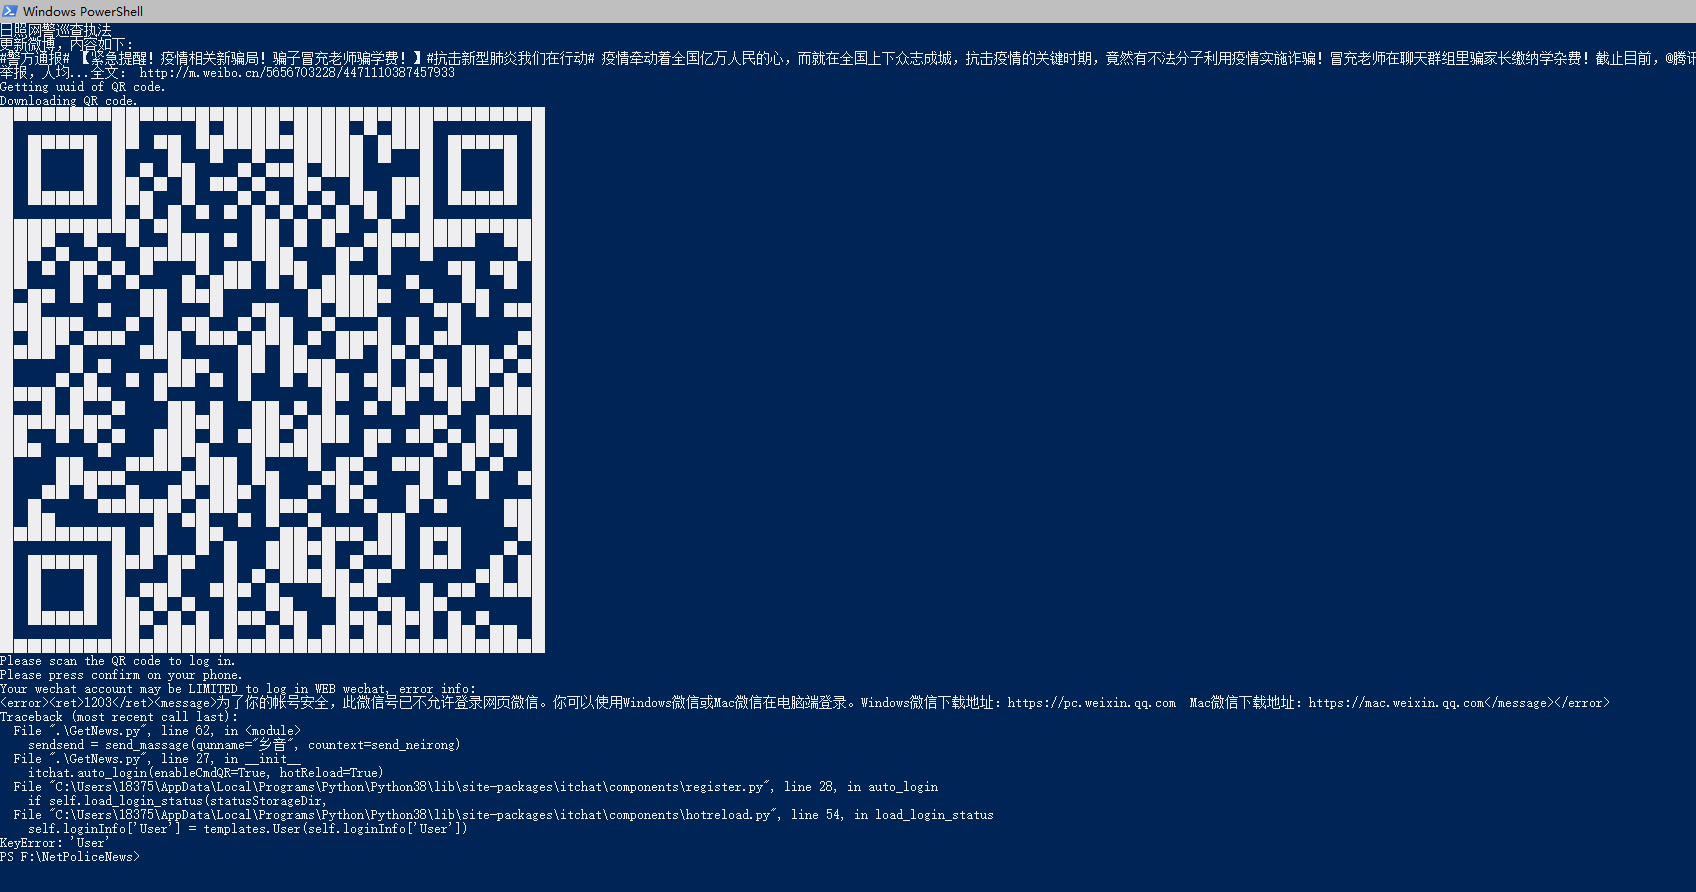 Windows PowerShell
日照网警巡查执法
更新微博，内容如下：
#警方通报# 【紧急提醒！疫情相关新骗局！骗子冒充老师骗学费！】#抗击新型肺炎我们在行动# 疫情牵动着全国亿万人民的心，而就在全国上下众志成城，抗击疫情的关键时期，竟然有不法分子利用疫情实施诈骗！冒充老师在聊天群组里骗家长缴纳学杂费！截止目前，@腾讯
举报，人均...全文： http://m.weibo.cn/5656703228/4471110387457933
Getting uuid of QR code.
Downloading QR code.
Please scan the QR code to log in.
Please press confirm on your phone.
Your wechat account may be LIMITED to log in WEB wechat, error info:
<error><ret>1203</ret><message>为了你的帐号安全，此微信号已不允许登录网页微信。你可以使用Windows微信或Mac微信在电脑端登录。Windows微信下载地址：https://pc.weixin.qq.com  Mac微信下载地址：https://mac.weixin.qq.com</message></error>
Traceback (most recent call last):
  File ".\GetNews.py", line 62, in <module>
    sendsend = send_massage(qunname="乡音", countext=send_neirong)
  File ".\GetNews.py", line 27, in __init__
    itchat.auto_login(enableCmdQR=True, hotReload=True)
  File "C:\Users\18375\AppData\Local\Programs\Python\Python38\lib\site-packages\itchat\components\register.py", line 28, in auto_login
    if self.load_login_status(statusStorageDir,
  File "C:\Users\18375\AppData\Local\Programs\Python\Python38\lib\site-packages\itchat\components\hotreload.py", line 54, in load_login_status
    self.loginInfo['User'] = templates.User(self.loginInfo['User'])
KeyError: 'User'
PS F:\NetPoliceNews>